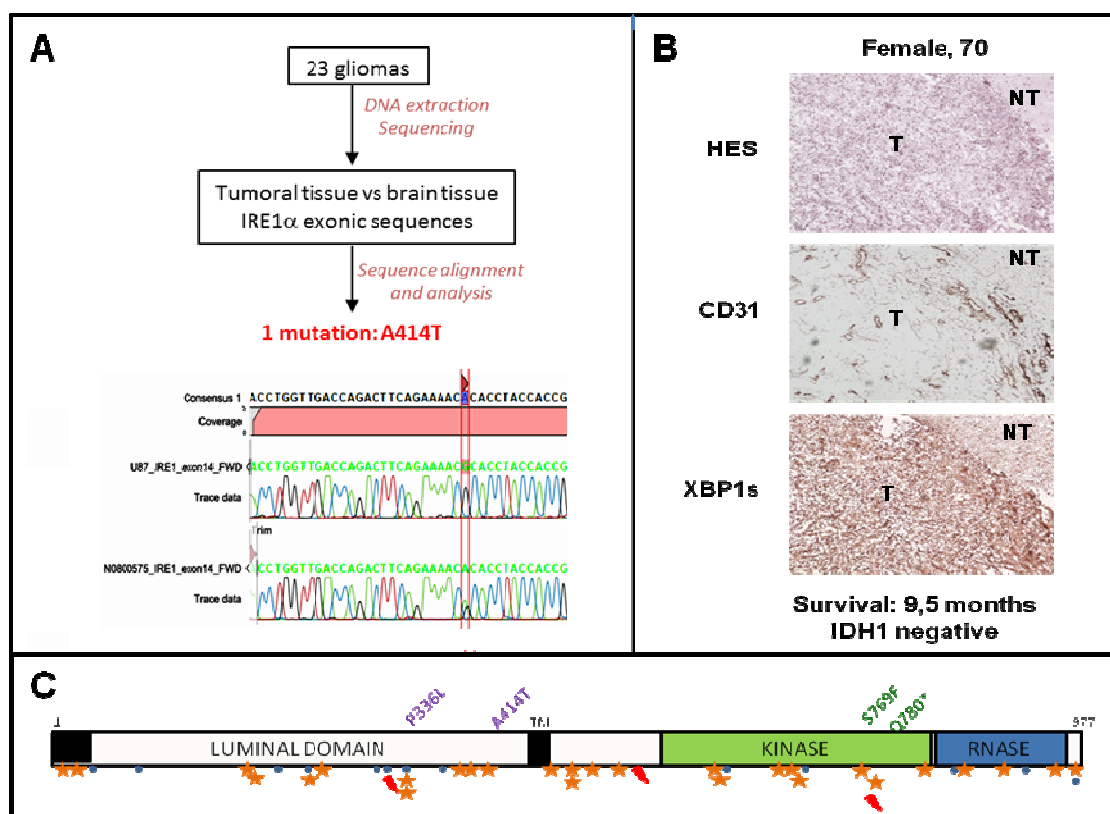 A
23 gliomas
DNA extraction
Sequencing
Tumoral tissue vs brain tissue
IRE1α exonic sequences
Sequence alignment
and analysis
1 mutation: A414T
Consensus 1 ACCTGGTTGACCAGACTTCAGAAAACACACCTACCACCG
Coverage
U87_IRE1_exon14_FWD ACCTGGTTGACCAGACTTCAGAAAACGCACCTACCACCG
Trace data
Trim
N0800575_IRE1_exon14_FWD ACCTGGTTGACCAGACTTCAGAAAACACACCTACCACCG
Trace data
B
Female, 70
HES
T
NT
CD31
T
NT
XBP1s
T
NT
Survival: 9,5 months
IDH1 negative
C
1
P336L
A414T
S769F
Q780*
977
LUMINAL DOMAIN
KINASE
RNASE